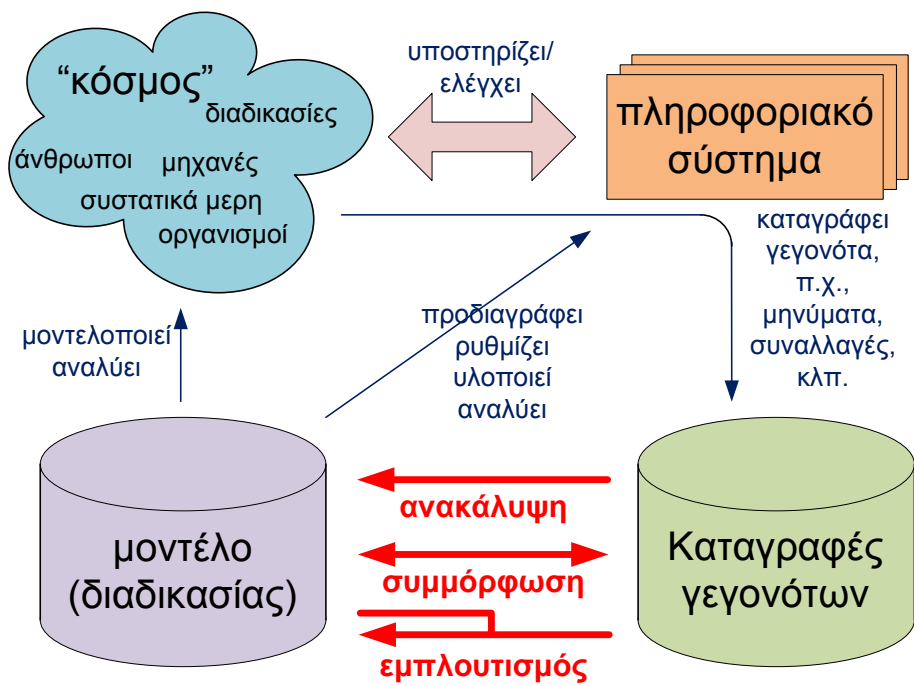 “κόσμος”
διαδικασίες
άνθρωποι
μηχανές
συστατικά μερη
οργανισμοί
υποστηρίζει/
ελέγχει
πληροφοριακό
σύστημα
καταγράφει
γεγονότα,
π.χ.,
μηνύματα,
συναλλαγές,
κλπ.
μοντελοποιεί
αναλύει
προδιαγράφει
ρυθμίζει
υλοποιεί
αναλύει
μοντέλο
(διαδικασίας)
ανακάλυψη
συμμόρφωση
εμπλουτισμός
Καταγραφές
γεγονότων